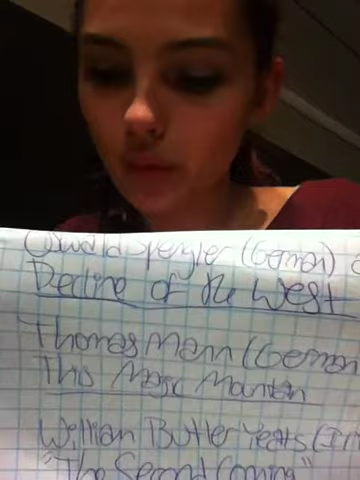 Oswald Spengler (German)
Decline of the West
Thomas Mann (German
The Magic Mountain
William Butler Yeats (Iri
"The Second Coming"